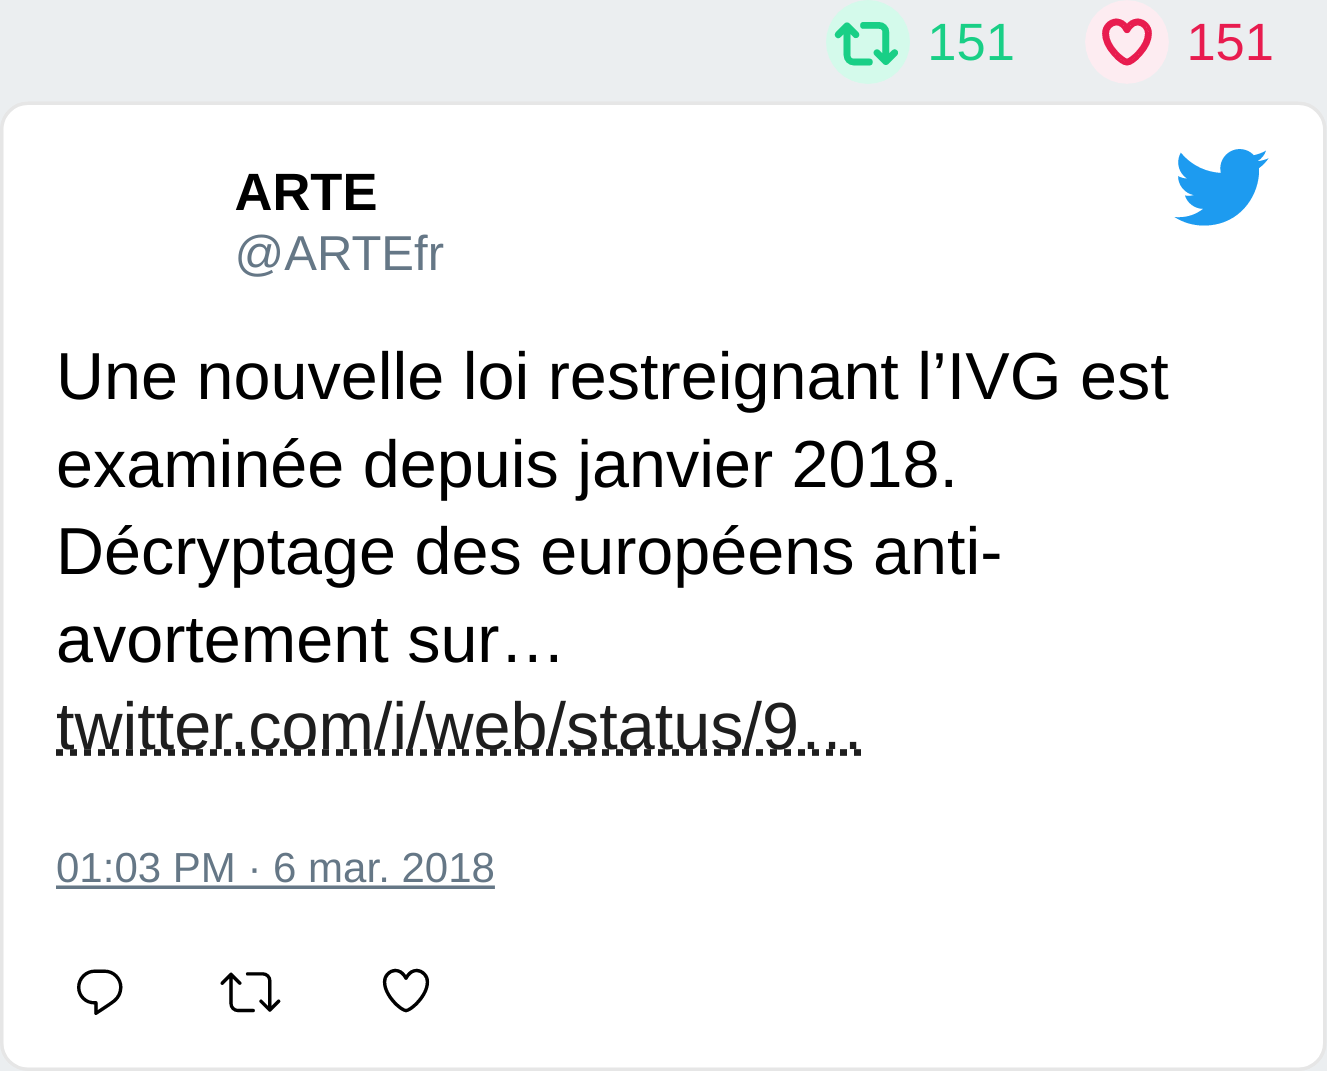 151 151
ARTE
@ARTEfr
Une nouvelle loi restreignant l’IVG est
examinée depuis janvier 2018.
Décryptage des européens anti-
avortement sur…
twitter.com/i/web/status/9…
01:03 PM · 6 mar. 2018